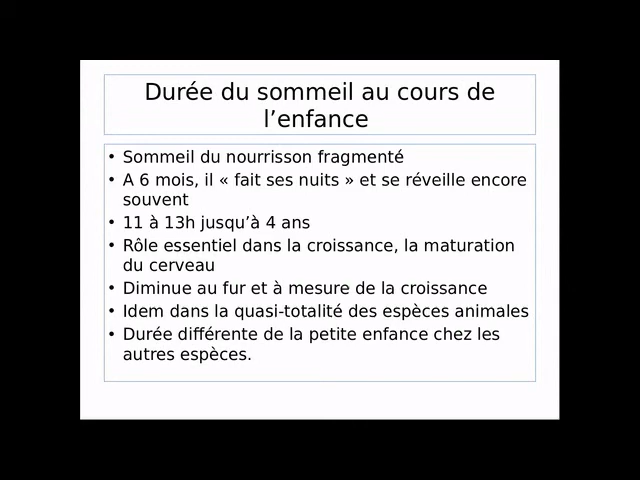 Durée du sommeil au cours de
l’enfance
• Sommeil du nourrisson fragmenté
• A 6 mois, il « fait ses nuits » et se réveille encore
souvent
• 11 à 13h jusqu’à 4 ans
• Rôle essentiel dans la croissance, la maturation
du cerveau
• Diminue au fur et à mesure de la croissance
• Idem dans la quasi-totalité des espèces animales
• Durée différente de la petite enfance chez les
autres espèces.